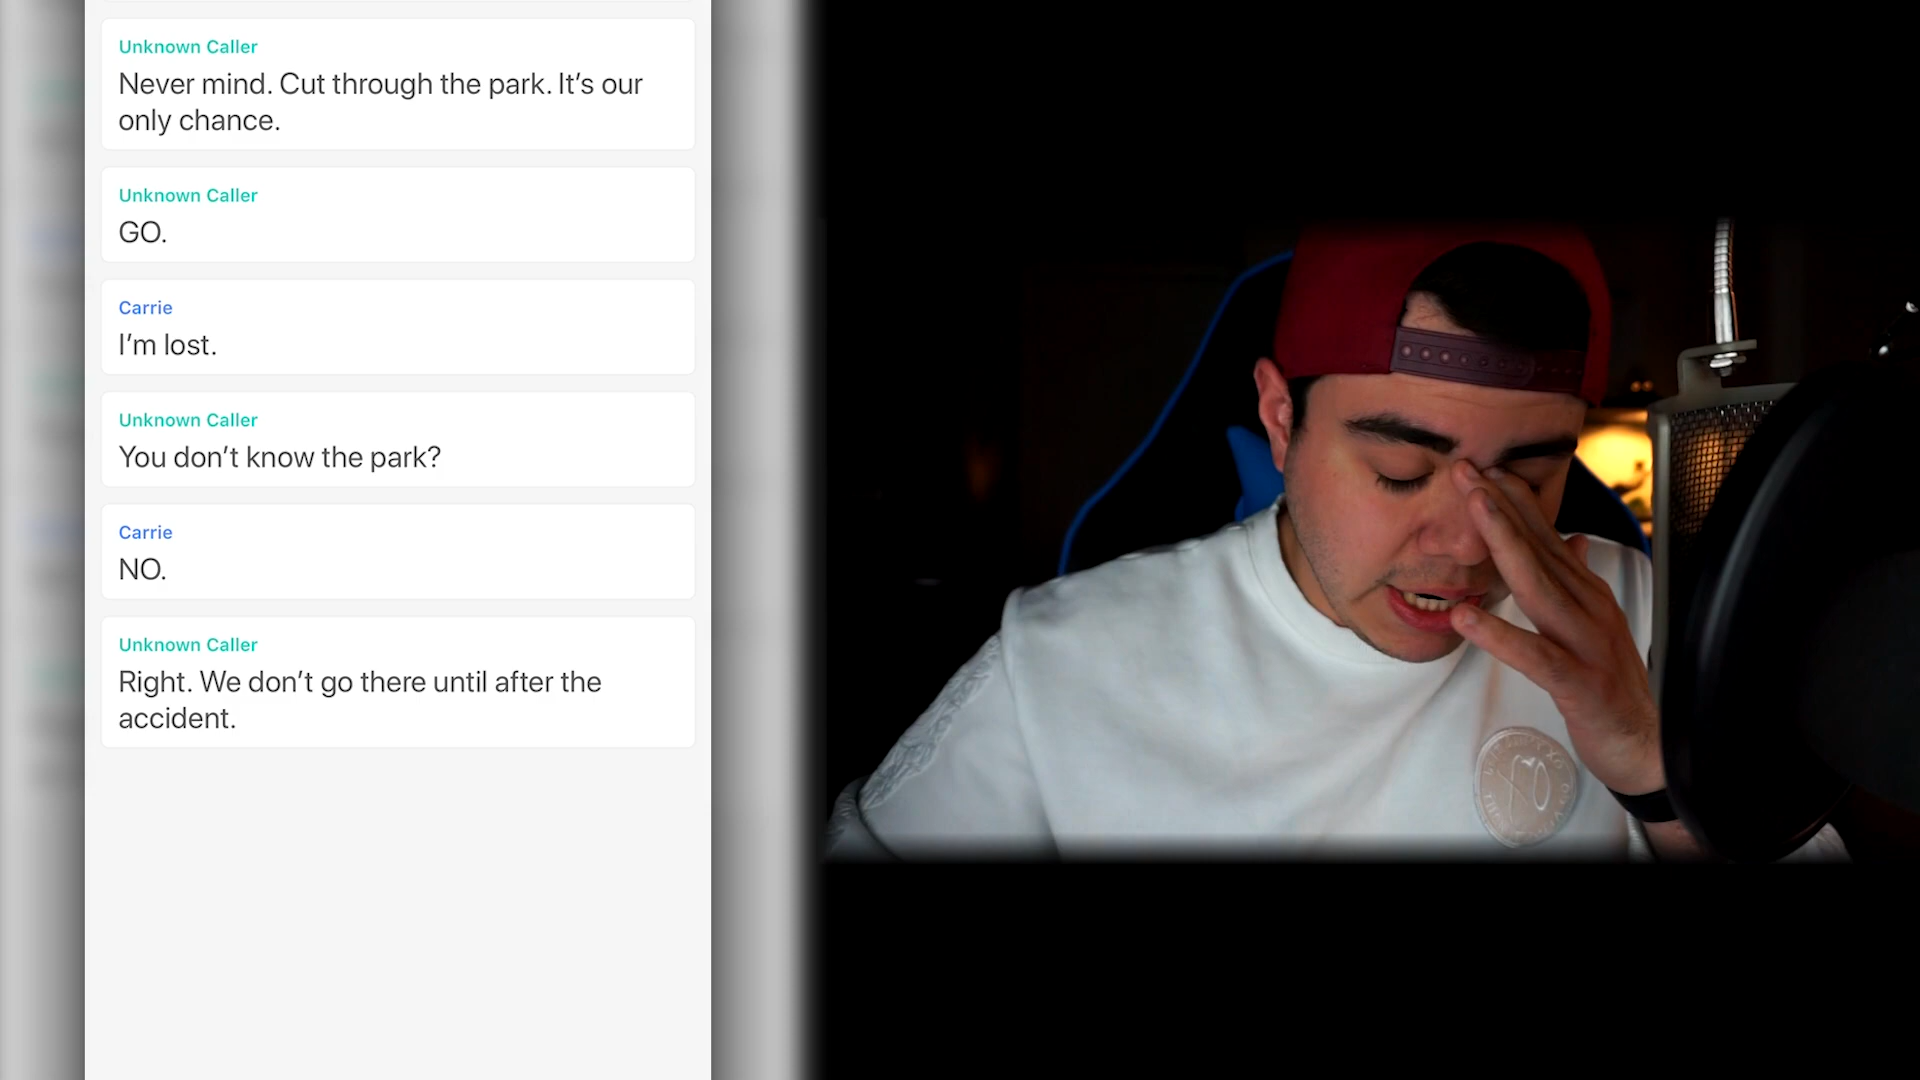 Unknown Caller
Never mind. Cut through the park. It’s our
only chance.
Unknown Caller
GO.
Carrie
I’m lost.
Unknown Caller
You don’t know the park?
Carrie
NO.
Unknown Caller
Right. We don’t go there until after the
accident.
XO